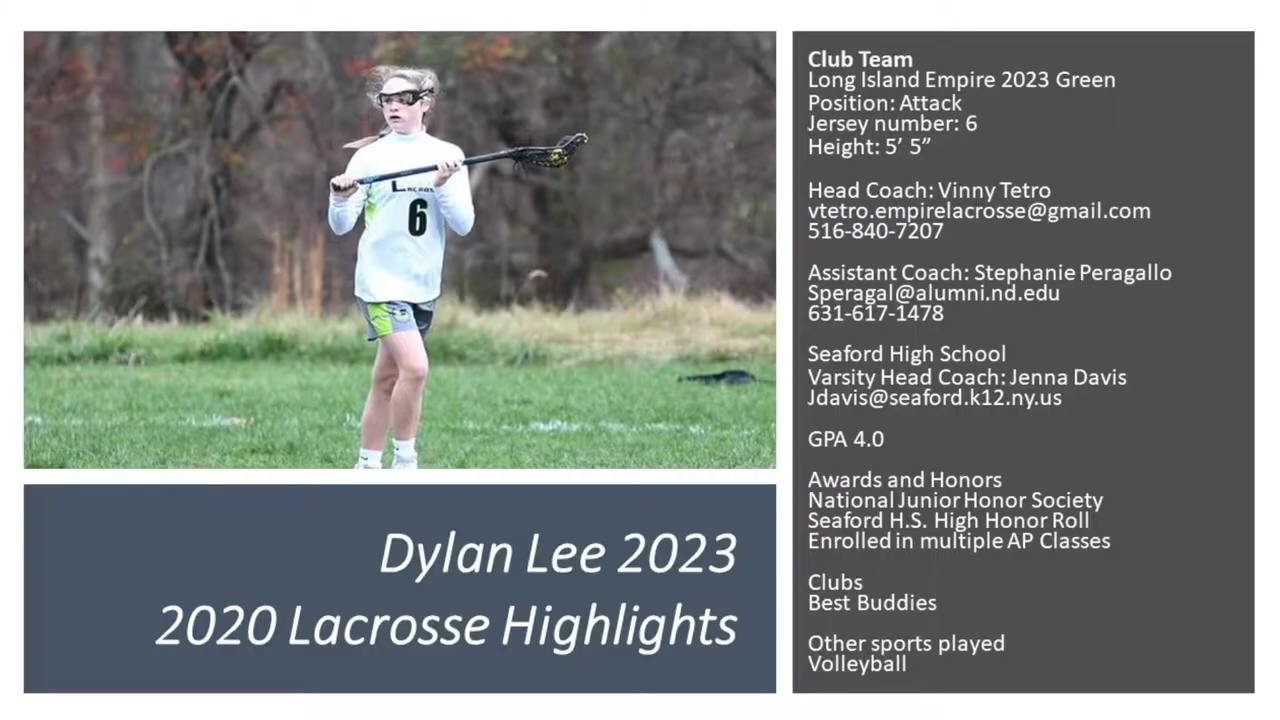 Lacross
6
Dylan Lee 2023
2020 Lacrosse Highlights
Club Team
Long Island Empire 2023 Green
Position: Attack
Jersey number: 6
Height: 5’ 5”
Head Coach: Vinny Tetro
vtetro.empirelacrosse@gmail.com
516-840-7207
Assistant Coach: Stephanie Peragallo
Speragal@alumni.nd.edu
631-617-1478
Seaford High School
Varsity Head Coach: Jenna Davis
Jdavis@seaford.k12.ny.us
GPA 4.0
Awards and Honors
National Junior Honor Society
Seaford H.S. High Honor Roll
Enrolled in multiple AP Classes
Clubs
Best Buddies
Other sports played
Volleyball